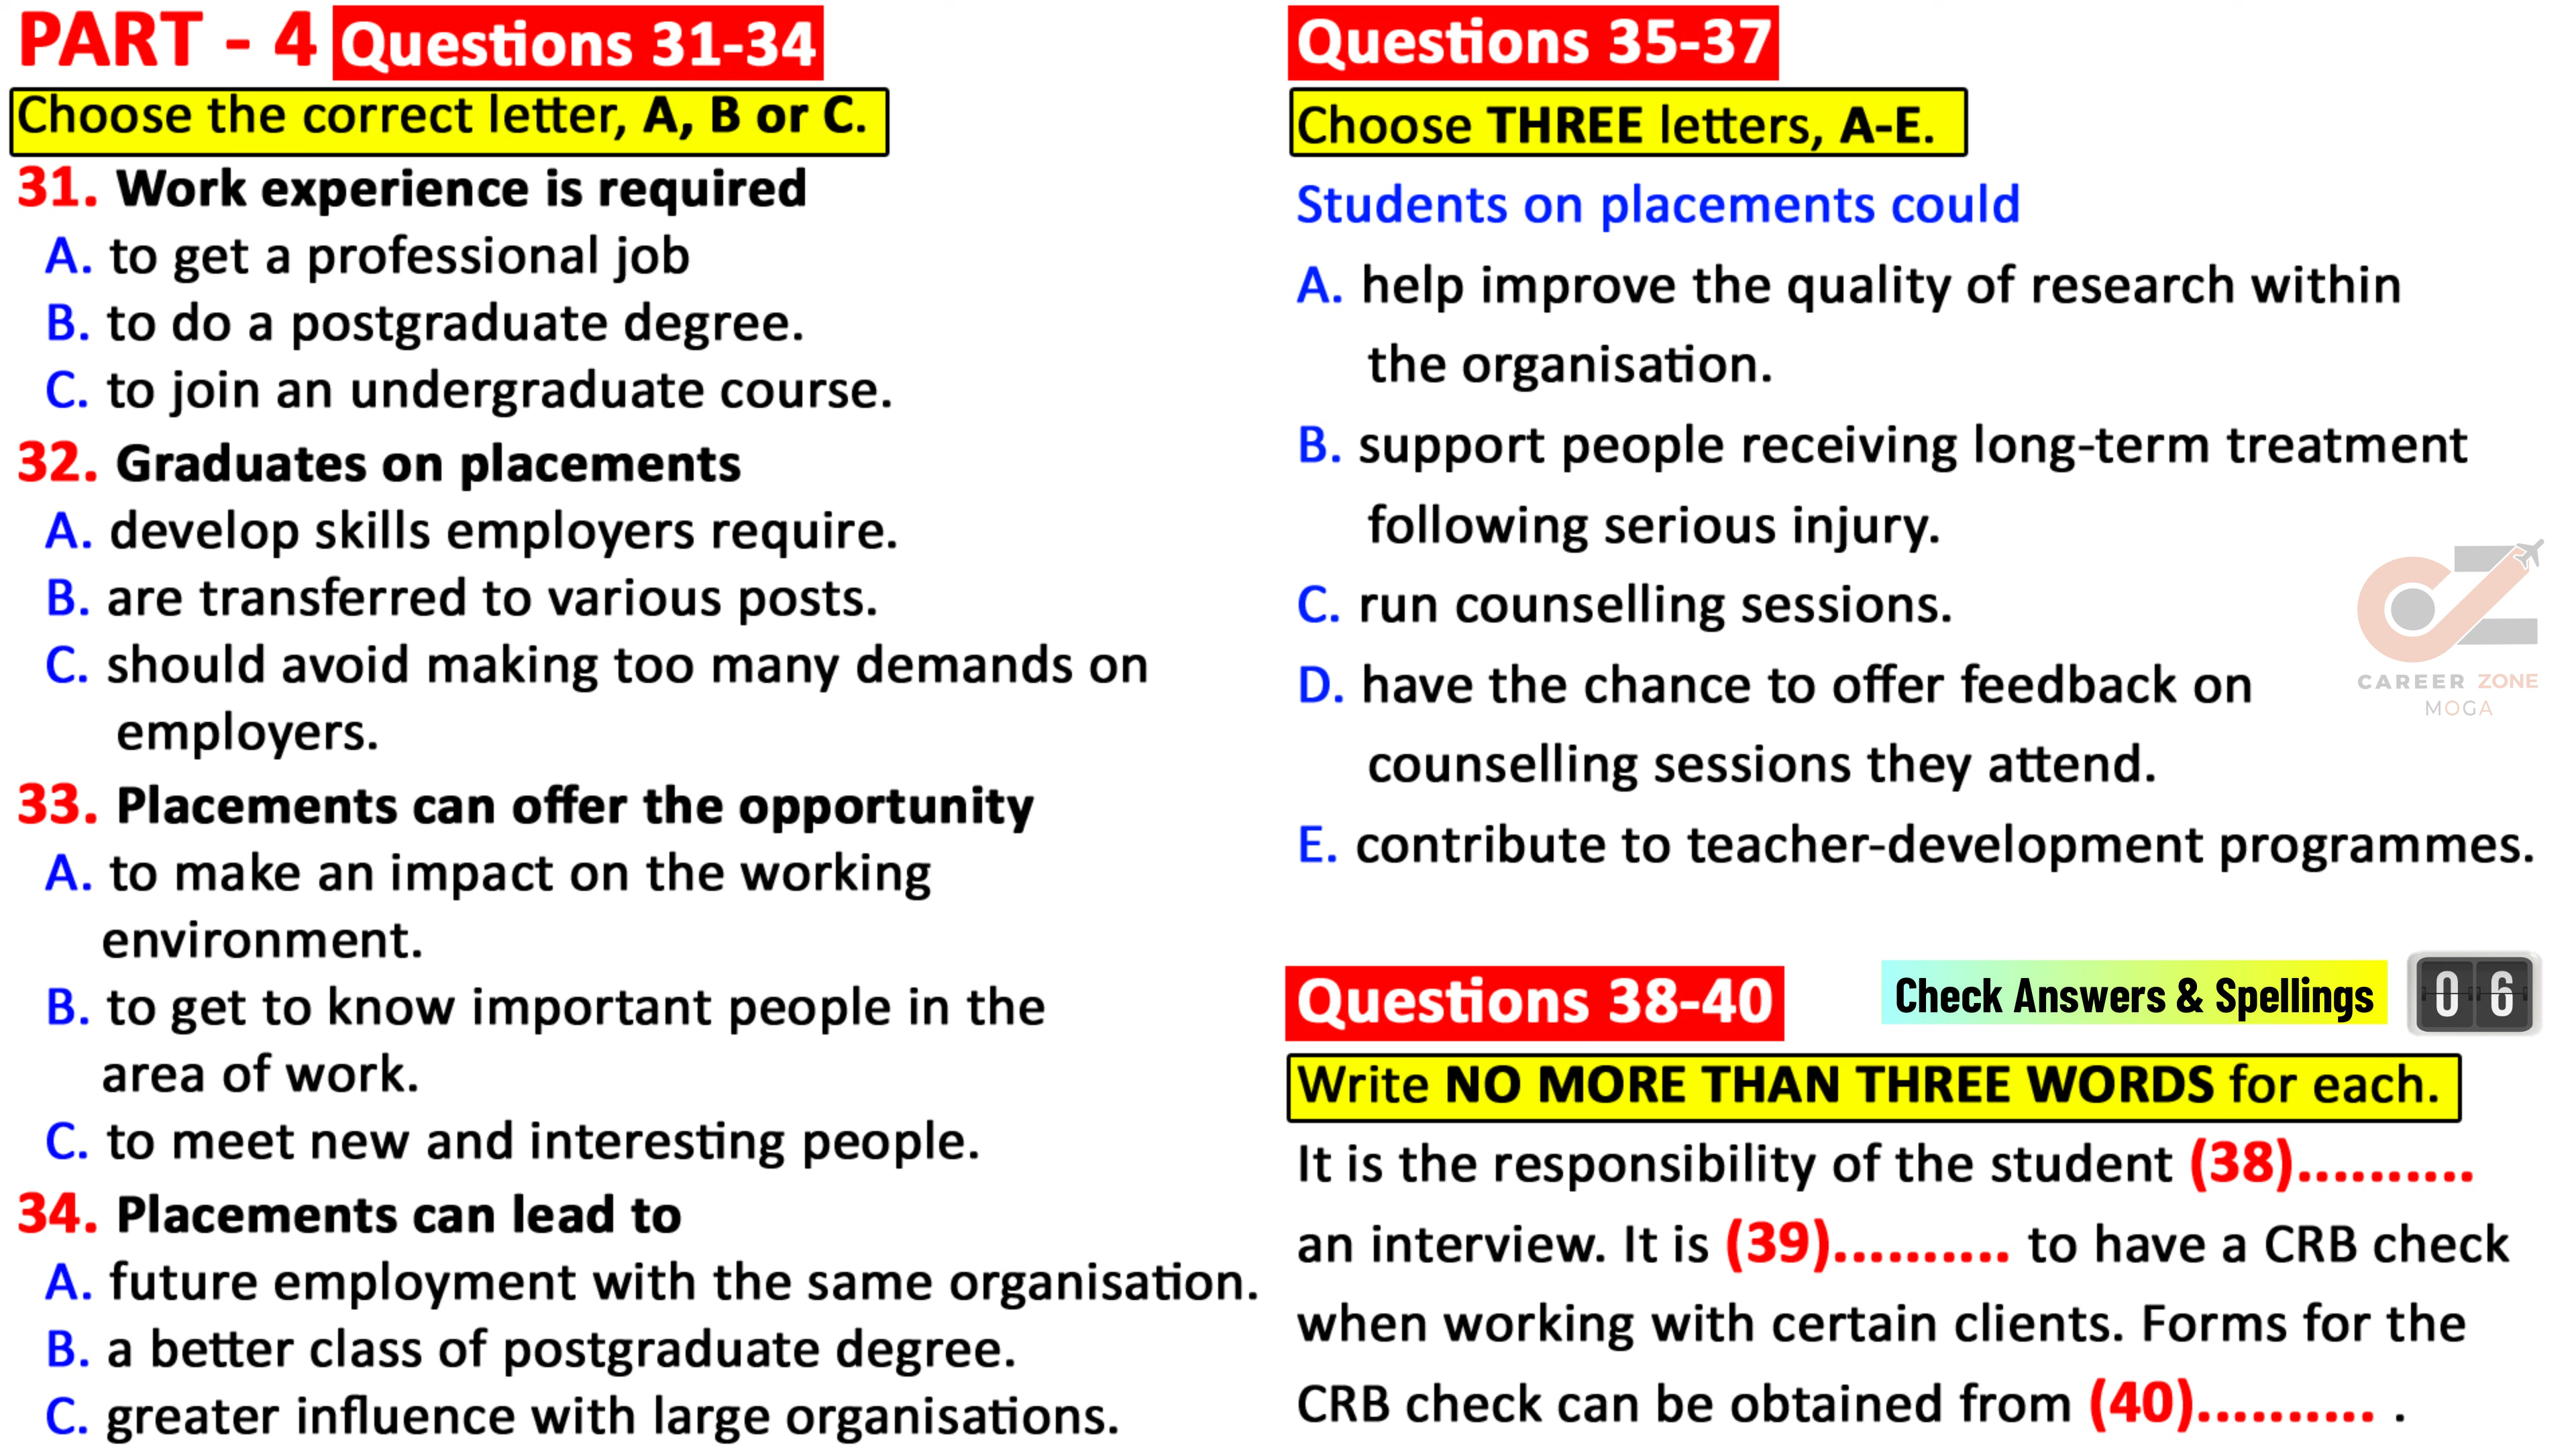 PART - 4 Questions 31-34
Choose the correct letter, A, B or C.
31. Work experience is required
A. to get a professional job
B. to do a postgraduate degree.
C. to join an undergraduate course.
32. Graduates on placements
A. develop skills employers require.
B. are transferred to various posts.
C. should avoid making too many demands on
employers.
33. Placements can offer the opportunity
A. to make an impact on the working
environment.
B. to get to know important people in the
area of work.
C. to meet new and interesting people.
34. Placements can lead to
A. future employment with the same organisation.
B. a better class of postgraduate degree.
C. greater influence with large organisations.
Questions 35-37
Choose THREE letters, A-E.
Students on placements could
A. help improve the quality of research within
the organisation.
B. support people receiving long-term treatment
following serious injury.
C. run counselling sessions.
D. have the chance to offer feedback on
counselling sessions they attend.
E. contribute to teacher-development programmes.
CZ
CAREER ZONE
MOGA
Questions 38-40
Check Answers & Spellings 06
Write NO MORE THAN THREE WORDS for each.
It is the responsibility of the student (38)..........
an interview. It is (39).......... to have a CRB check
when working with certain clients. Forms for the
CRB check can be obtained from (40).......... .